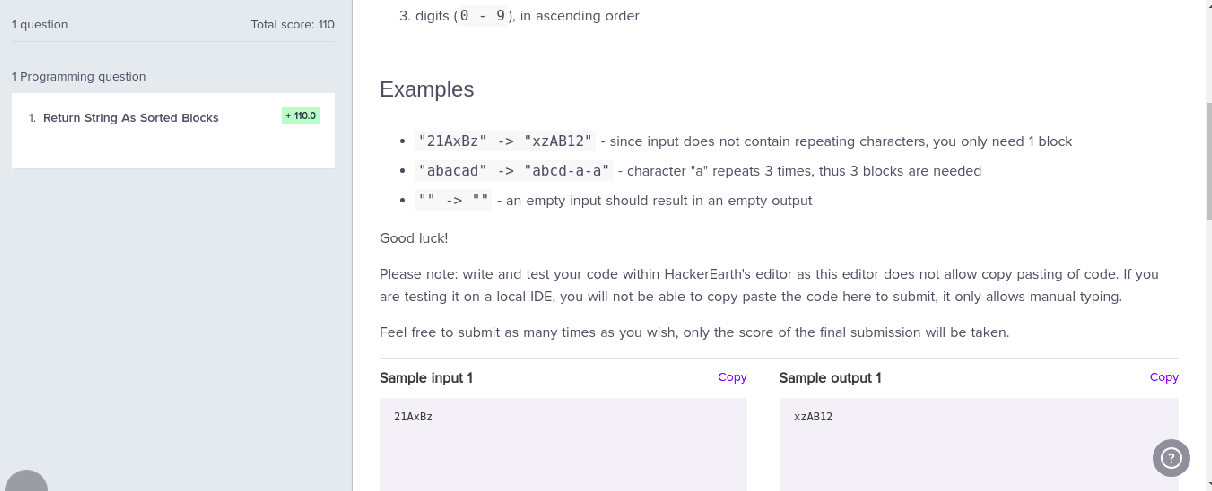 1 question
Total score: 110
1 Programming question
1. Return String As Sorted Blocks
+ 110.0
3. digits (0 - 9), in ascending order
Examples
• "21AxBz" -> "xzAB12" - since input does not contain repeating characters, you only need 1 block
• "abacad" -> "abcd-a-a" - character "a" repeats 3 times, thus 3 blocks are needed
• "" -> "" - an empty input should result in an empty output
Good luck!
Please note: write and test your code within HackerEarth's editor as this editor does not allow copy pasting of code. If you
are testing it on a local IDE, you will not be able to copy paste the code here to submit, it only allows manual typing.
Feel free to submit as many times as you wish, only the score of the final submission will be taken.
Sample input 1
Copy
Sample output 1
Copy
21AxBz
xzAB12
?